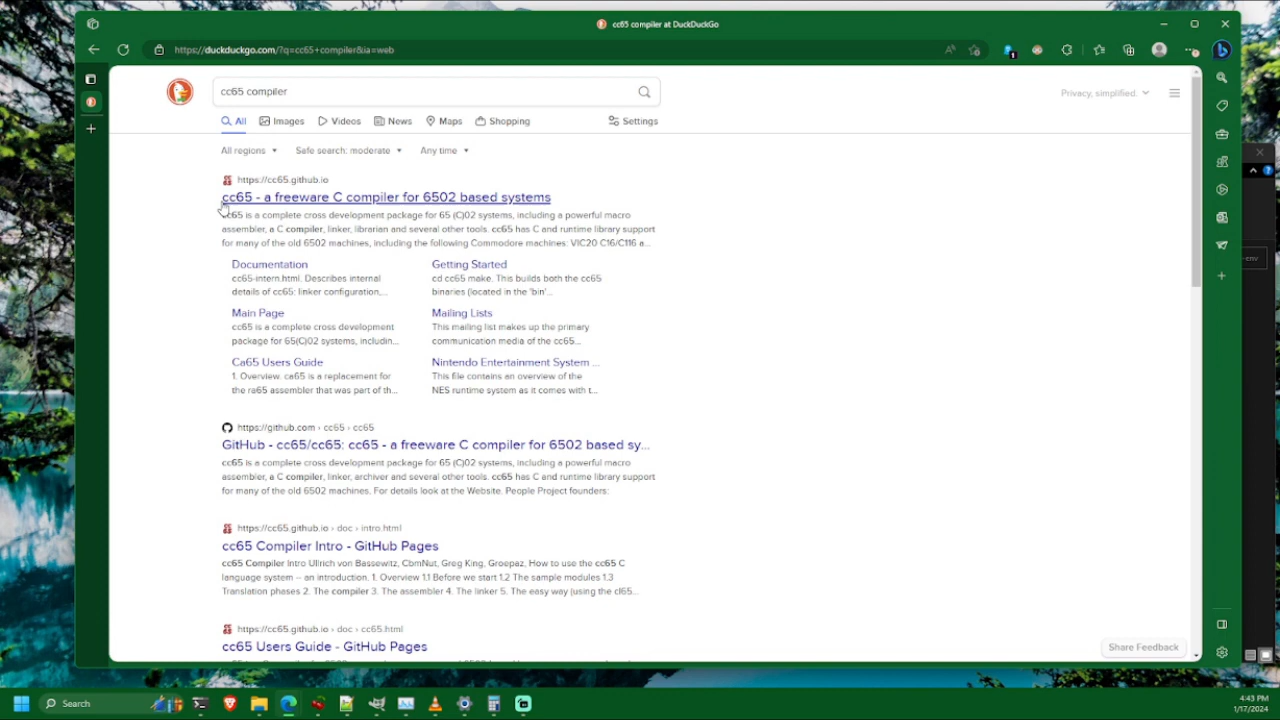 cc65 compiler at DuckDuckGo
https://duckduckgo.com/?q=cc65+compiler&ia=web
1
cc65 compiler
Privacy, simplified.
All Images Videos News Maps Shopping Settings
All regions Safe search: moderate Any time
https://cc65.github.io
cc65 - a freeware C compiler for 6502 based systems
cc65 is a complete cross development package for 65 (C)02 systems, including a powerful macro
assembler, a C compiler, linker, librarian and several other tools. cc65 has C and runtime library support
for many of the old 6502 machines, including the following Commodore machines: VIC20 C16/C116 a...
Documentation
cc65-intern.html. Describes internal
details of cc65: linker configuration,...
Getting Started
cd cc65 make. This builds both the cc65
binaries (located in the 'bin'...
Main Page
cc65 is a complete cross development
package for 65(C)02 systems, includin...
Mailing Lists
This mailing list makes up the primary
communication media of the cc65...
Ca65 Users Guide
1. Overview. ca65 is a replacement for
the ra65 assembler that was part of th...
Nintendo Entertainment System ...
This file contains an overview of the
NES runtime system as it comes with t...
https://github.com › cc65 › cc65
GitHub - cc65/cc65: cc65 - a freeware C compiler for 6502 based sy...
cc65 is a complete cross development package for 65 (C)02 systems, including a powerful macro
assembler, a C compiler, linker, archiver and several other tools. cc65 has C and runtime library support
for many of the old 6502 machines. For details look at the Website. People Project founders:
https://cc65.github.io › doc › intro.html
cc65 Compiler Intro - GitHub Pages
cc65 Compiler Intro Ullrich von Bassewitz, CbmNut, Greg King, Groepaz, How to use the cc65 C
language system -- an introduction. 1. Overview 1.1 Before we start 1.2 The sample modules 1.3
Translation phases 2. The compiler 3. The assembler 4. The linker 5. The easy way (using the cl65...
https://cc65.github.io › doc › cc65.html
cc65 Users Guide - GitHub Pages
Share Feedback
-env
Search
4:43 PM
1/17/2024